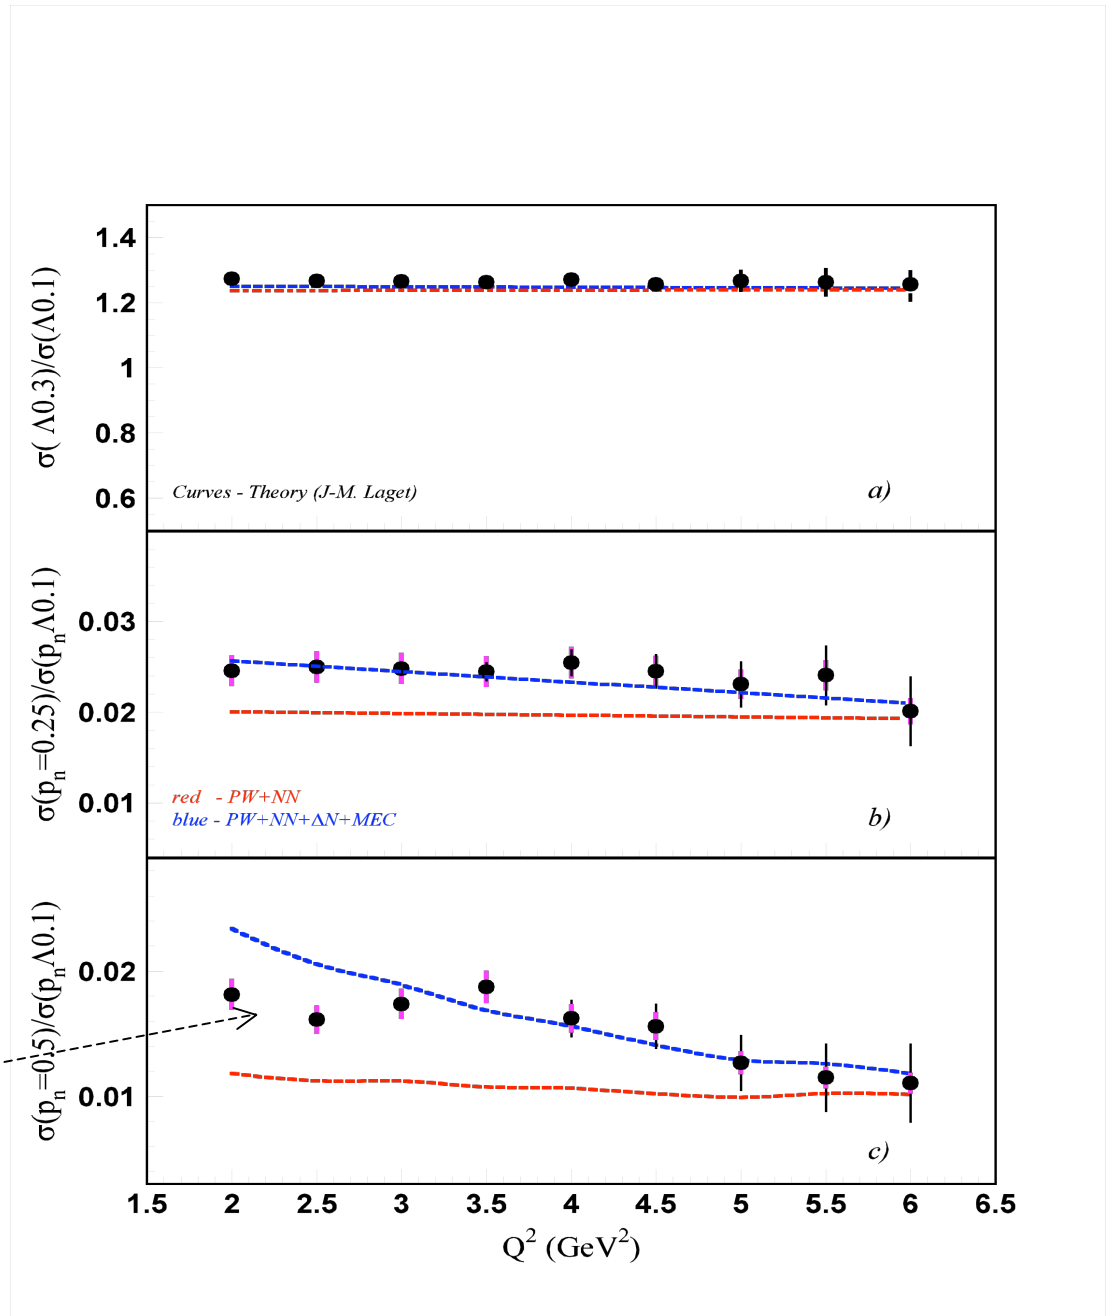 σ( Λ0.3)/σ(Λ0.1)
1.4
1.2
1
0.8
0.6
Curves - Theory (J-M. Laget)
a)
σ(pn=0.25)/σ(pnΛ0.1)
0.03
0.02
0.01
red - PW+NN
blue - PW+NN+ΔN+MEC
b)
σ(pn=0.5)/σ(pnΛ0.1)
0.02
0.01
c)
1.5 2 2.5 3 3.5 4 4.5 5 5.5 6 6.5
Q² (GeV²)